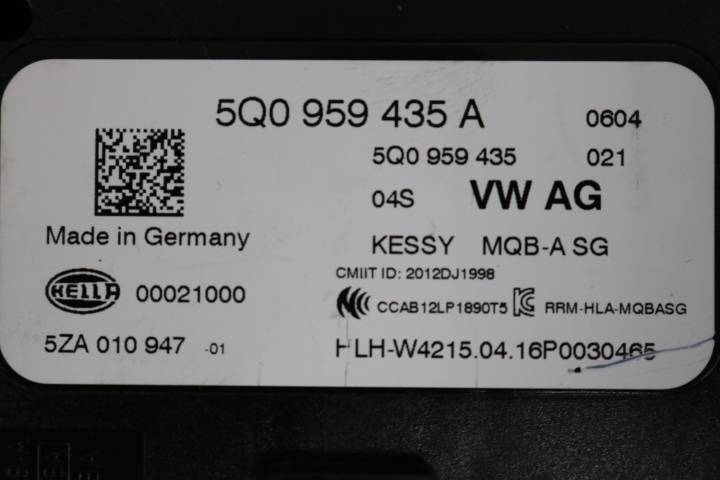 5Q0 959 435 A 0604
5Q0 959 435 021
04S VW AG
Made in Germany
KESSY MQB-A SG
CMIIT ID: 2012DJ1998
HELLA 00021000
CCAB12LP1890T5 RRM-HLA-MQBASG
5ZA 010 947 -01
HLH-W4215.04.16P0030465